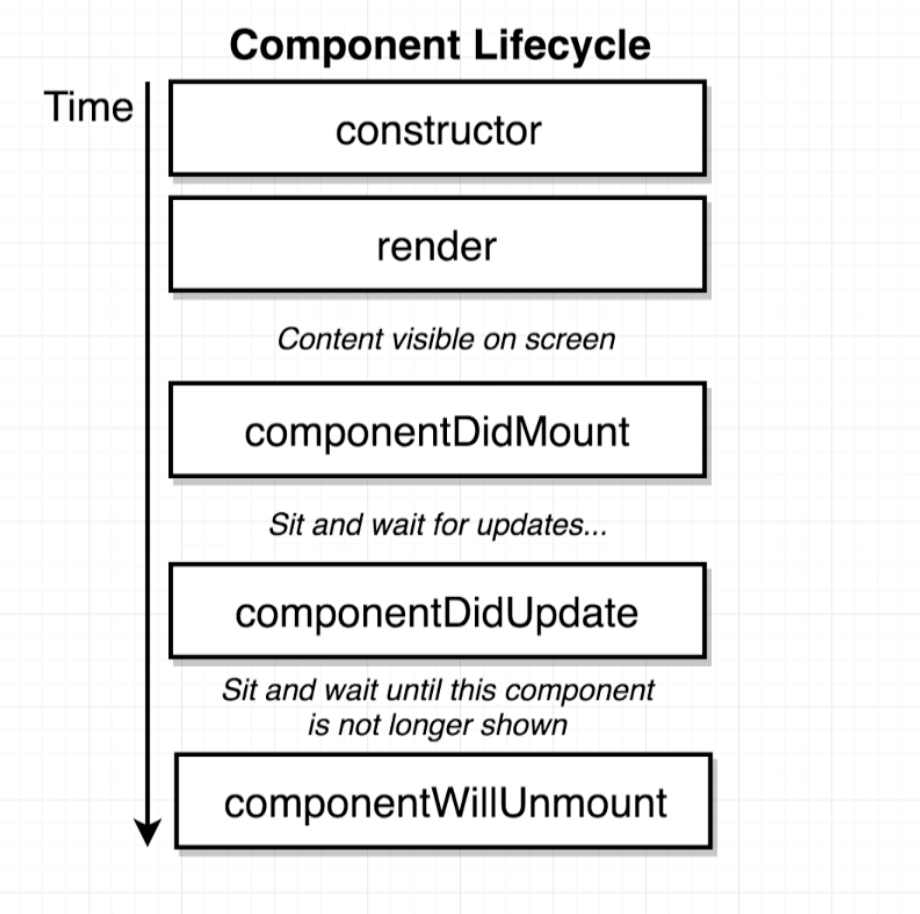 Component Lifecycle
Time
constructor
render
Content visible on screen
componentDidMount
Sit and wait for updates...
componentDidUpdate
Sit and wait until this component
is not longer shown
componentWillUnmount